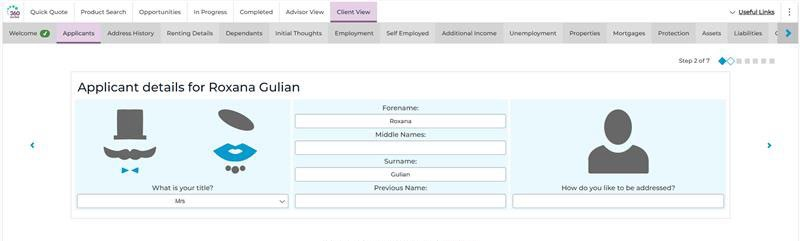 360
Quick Quote Product Search Opportunities In Progress Completed Advisor View Client View Useful Links
Welcome Applicants Address History Renting Details Dependants Initial Thoughts Employment Self Employed Additional Income Unemployment Properties Mortgages Protection Assets Liabilities
Step 2 of 7
Applicant details for Roxana Gulian
Forename:
Roxana
Middle Names:
Surname:
Gulian
What is your title? Previous Name: How do you like to be addressed?
Mrs